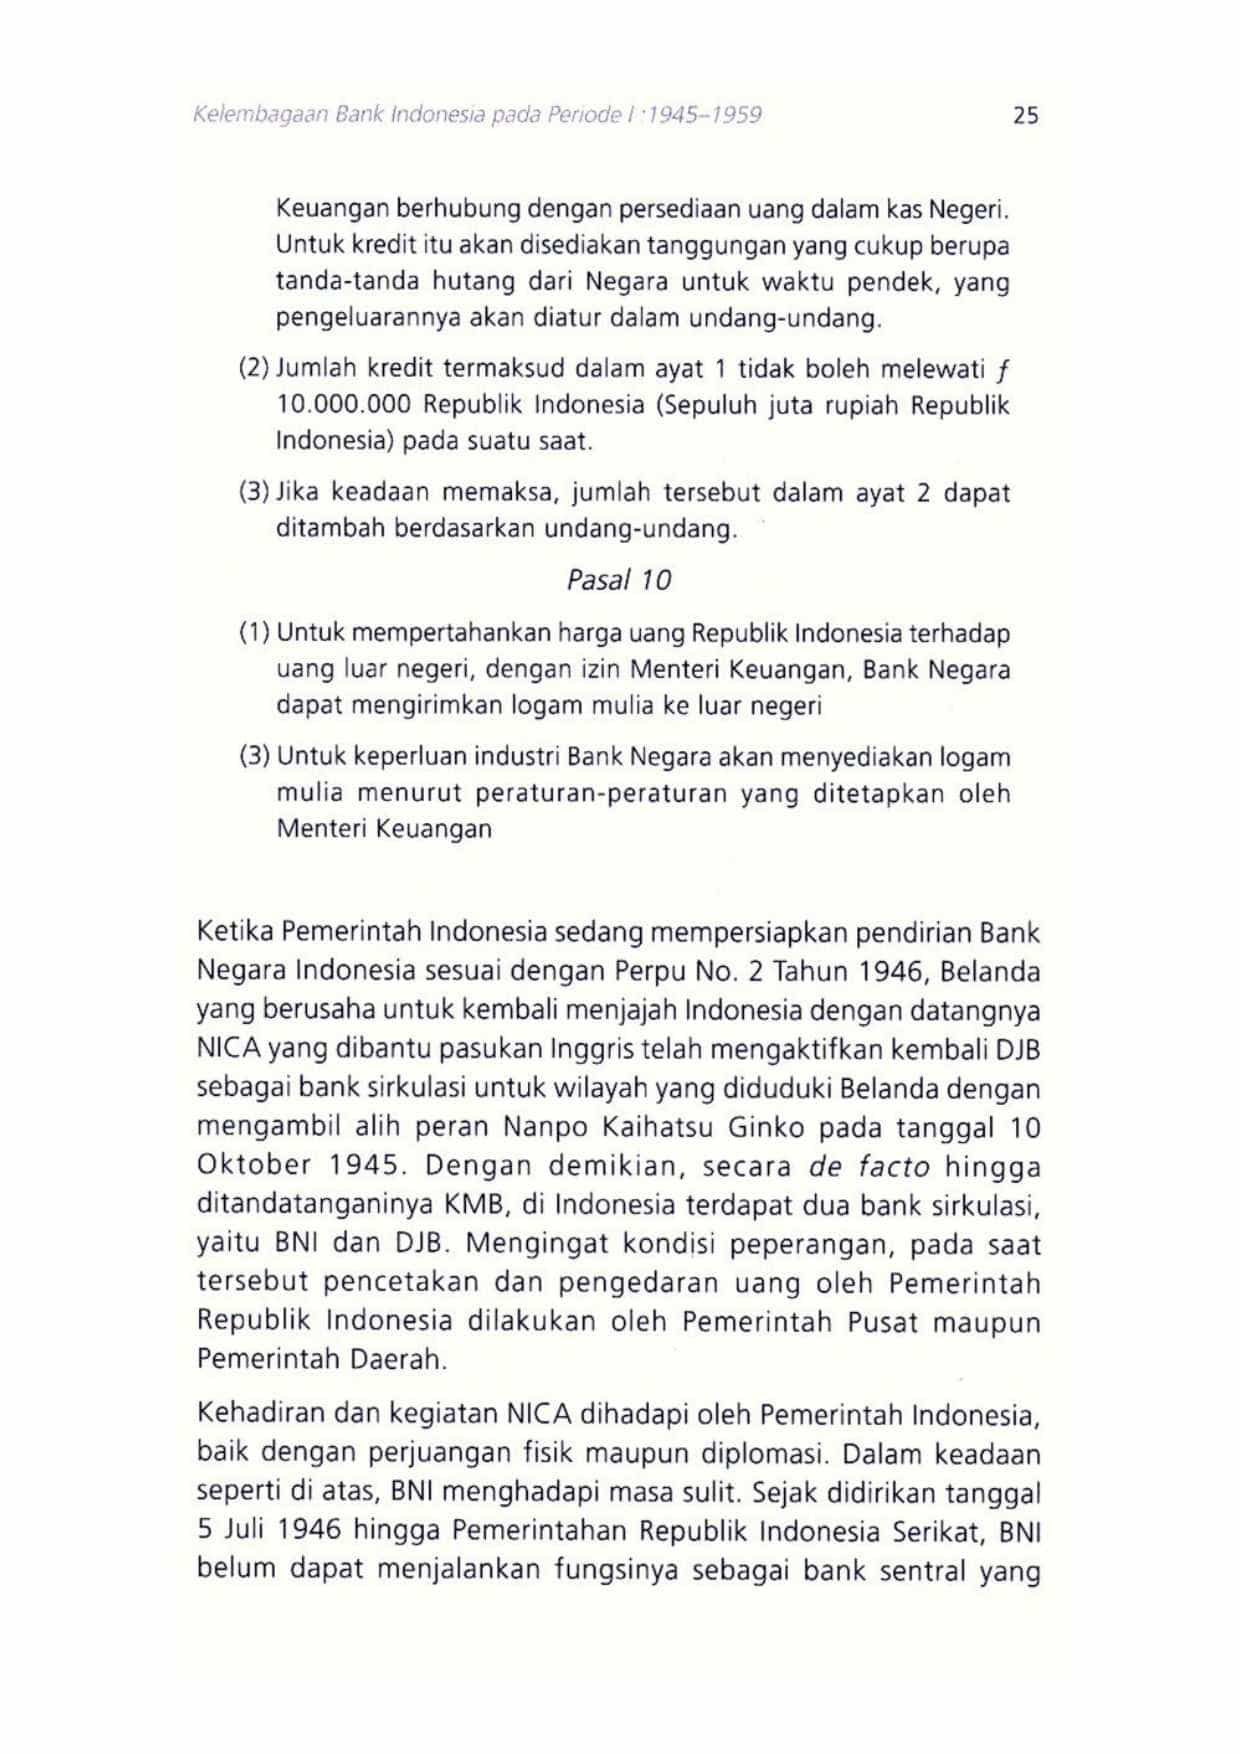 Kelembagaan Bank Indonesia pada Periode I : 1945–1959 25
Keuangan berhubung dengan persediaan uang dalam kas Negeri.
Untuk kredit itu akan disediakan tanggungan yang cukup berupa
tanda-tanda hutang dari Negara untuk waktu pendek, yang
pengeluarannya akan diatur dalam undang-undang.
(2) Jumlah kredit termaksud dalam ayat 1 tidak boleh melewati ƒ
10.000.000 Republik Indonesia (Sepuluh juta rupiah Republik
Indonesia) pada suatu saat.
(3) Jika keadaan memaksa, jumlah tersebut dalam ayat 2 dapat
ditambah berdasarkan undang-undang.
Pasal 10
(1) Untuk mempertahankan harga uang Republik Indonesia terhadap
uang luar negeri, dengan izin Menteri Keuangan, Bank Negara
dapat mengirimkan logam mulia ke luar negeri
(3) Untuk keperluan industri Bank Negara akan menyediakan logam
mulia menurut peraturan-peraturan yang ditetapkan oleh
Menteri Keuangan
Ketika Pemerintah Indonesia sedang mempersiapkan pendirian Bank
Negara Indonesia sesuai dengan Perpu No. 2 Tahun 1946, Belanda
yang berusaha untuk kembali menjajah Indonesia dengan datangnya
NICA yang dibantu pasukan Inggris telah mengaktifkan kembali DJB
sebagai bank sirkulasi untuk wilayah yang diduduki Belanda dengan
mengambil alih peran Nanpo Kaihatsu Ginko pada tanggal 10
Oktober 1945. Dengan demikian, secara de facto hingga
ditandatanganinya KMB, di Indonesia terdapat dua bank sirkulasi,
yaitu BNI dan DJB. Mengingat kondisi peperangan, pada saat
tersebut pencetakan dan pengedaran uang oleh Pemerintah
Republik Indonesia dilakukan oleh Pemerintah Pusat maupun
Pemerintah Daerah.
Kehadiran dan kegiatan NICA dihadapi oleh Pemerintah Indonesia,
baik dengan perjuangan fisik maupun diplomasi. Dalam keadaan
seperti di atas, BNI menghadapi masa sulit. Sejak didirikan tanggal
5 Juli 1946 hingga Pemerintahan Republik Indonesia Serikat, BNI
belum dapat menjalankan fungsinya sebagai bank sentral yang